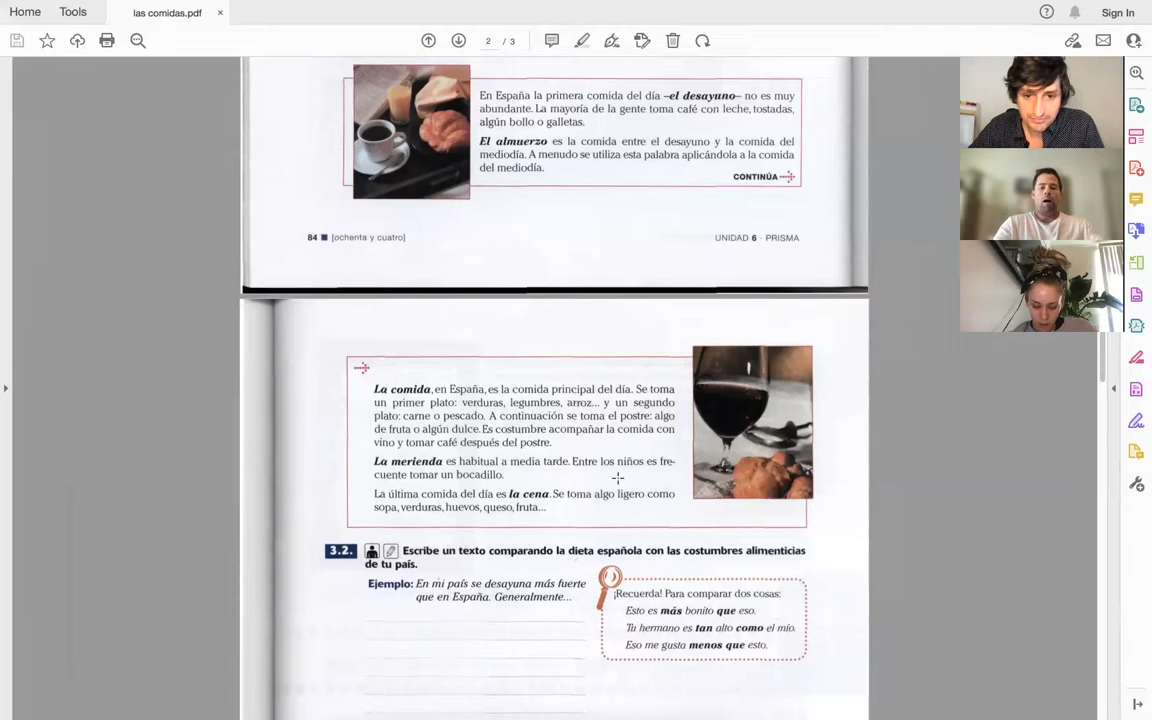 Home Tools las comidas.pdf × Sign In
2 / 3
En España la primera comida del día –el desayuno– no es muy
abundante. La mayoría de la gente toma café con leche, tostadas,
algún bollo o galletas.
El almuerzo es la comida entre el desayuno y la comida del
mediodía. A menudo se utiliza esta palabra aplicándola a la comida
del mediodía.
CONTINÚA
84 ■ [ochenta y cuatro] UNIDAD 6 - PRISMA
La comida, en España, es la comida principal del día. Se toma
un primer plato: verduras, legumbres, arroz... y un segundo
plato: carne o pescado. A continuación se toma el postre: algo
de fruta o algún dulce. Es costumbre acompañar la comida con
vino y tomar café después del postre.
La merienda es habitual a media tarde. Entre los niños es fre-
cuente tomar un bocadillo.
La última comida del día es la cena. Se toma algo ligero como
sopa, verduras, huevos, queso, fruta...
3.2. Escribe un texto comparando la dieta española con las costumbres alimenticias
de tu país.
Ejemplo: En mi país se desayuna más fuerte
que en España. Generalmente...
¡Recuerda! Para comparar dos cosas:
Esto es más bonito que eso.
Tu hermano es tan alto como el mío.
Eso me gusta menos que esto.